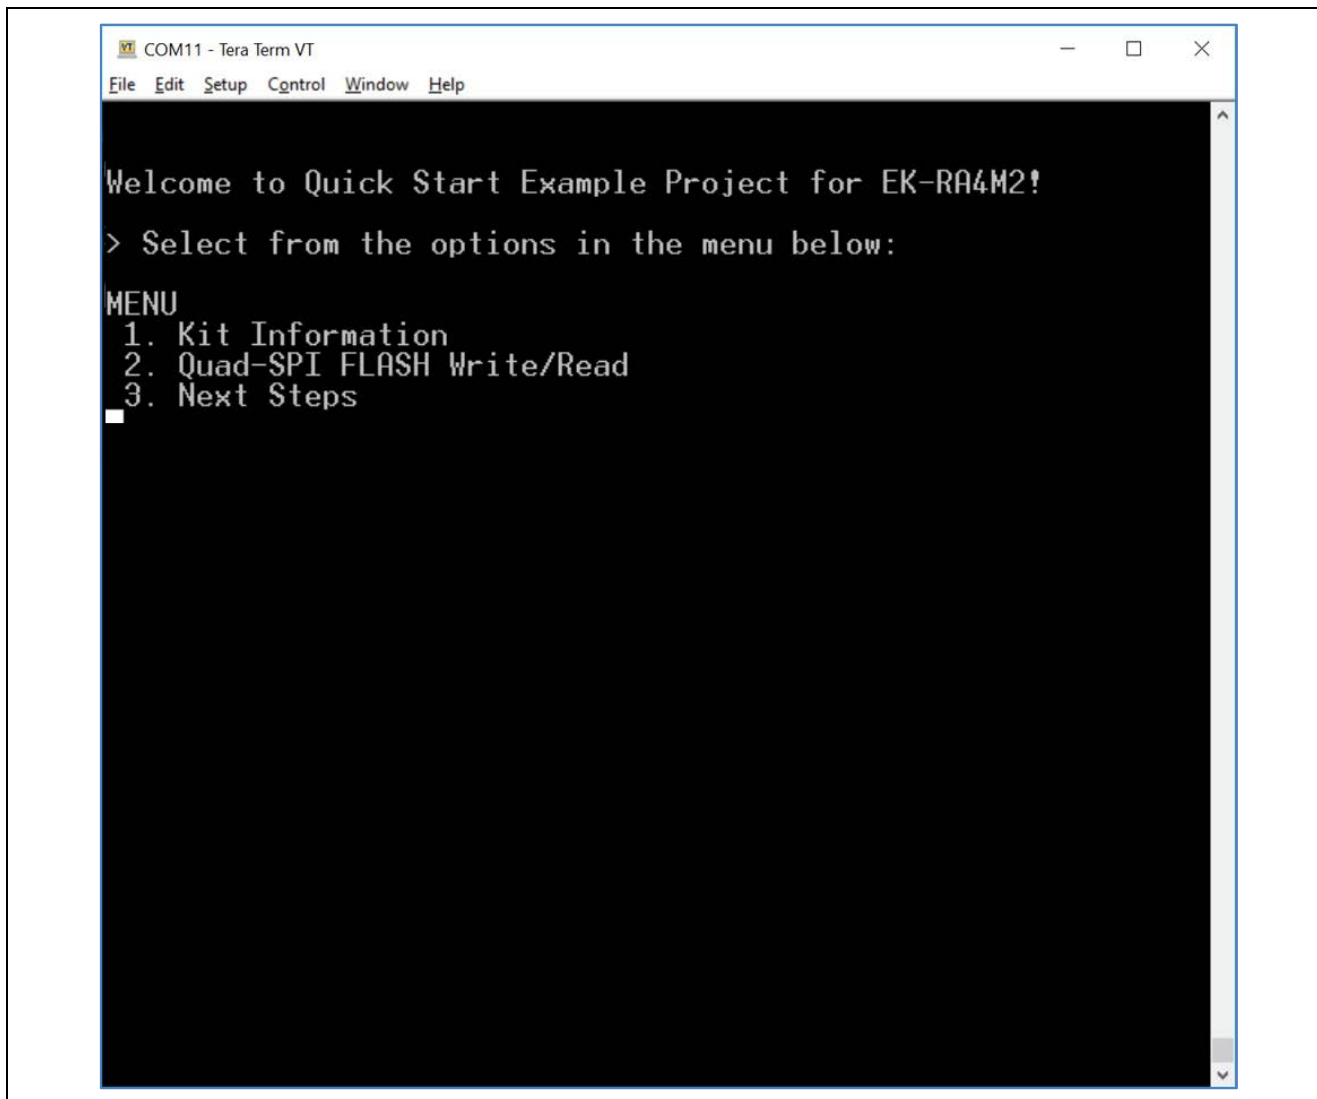 COM11 - Tera Term VT
File Edit Setup Control Window Help
Welcome to Quick Start Example Project for EK-RA4M2!
> Select from the options in the menu below:
MENU
1. Kit Information
2. Quad-SPI FLASH Write/Read
3. Next Steps